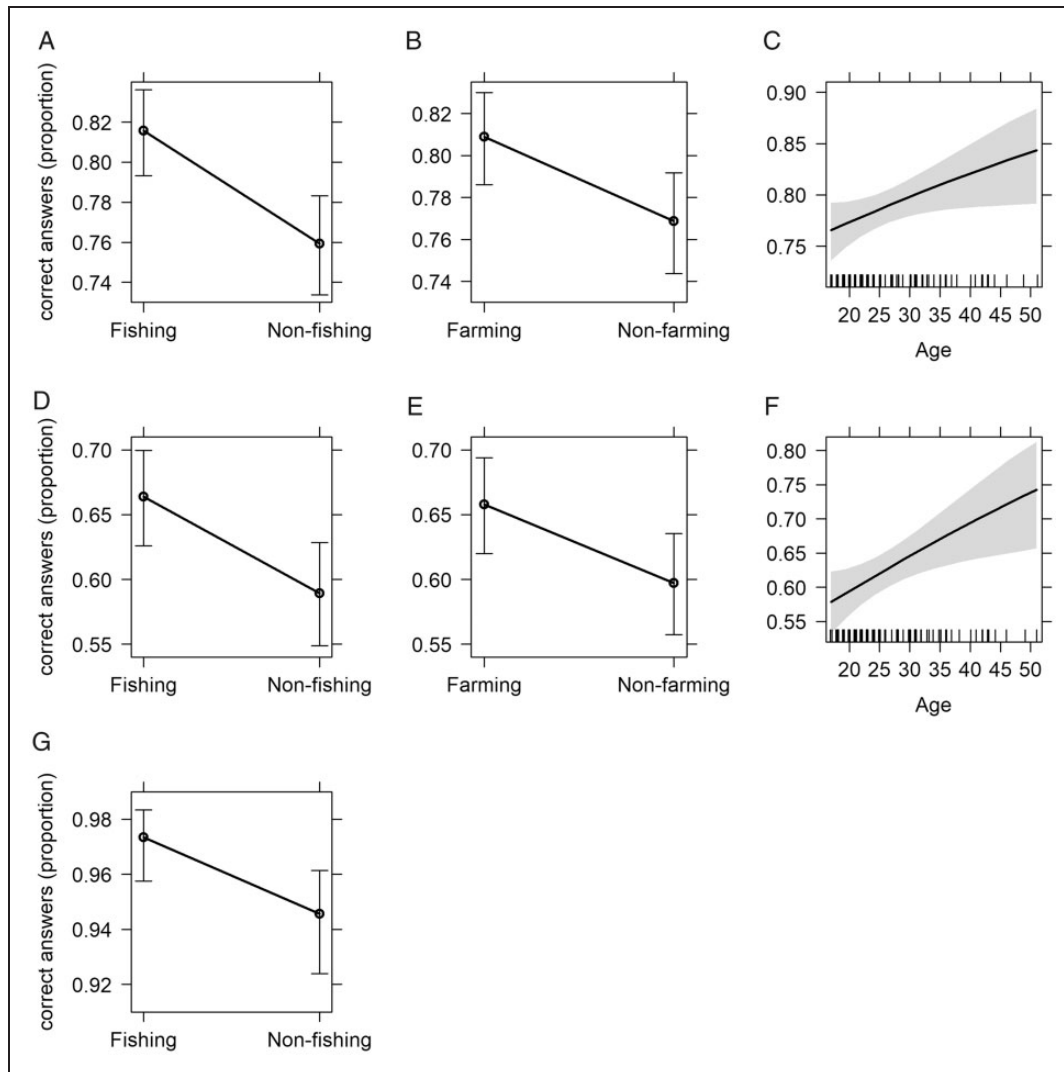 A
B
C
correct answers (proportion)
0.82
0.80
0.78
0.76
0.74
Fishing Non-fishing
0.82
0.80
0.78
0.76
0.74
Farming Non-farming
0.90
0.85
0.80
0.75
20 25 30 35 40 45 50
Age
D
E
F
correct answers (proportion)
0.70
0.65
0.60
0.55
Fishing Non-fishing
0.70
0.65
0.60
0.55
Farming Non-farming
0.80
0.75
0.70
0.65
0.60
0.55
20 25 30 35 40 45 50
Age
G
correct answers (proportion)
0.98
0.96
0.94
0.92
Fishing Non-fishing